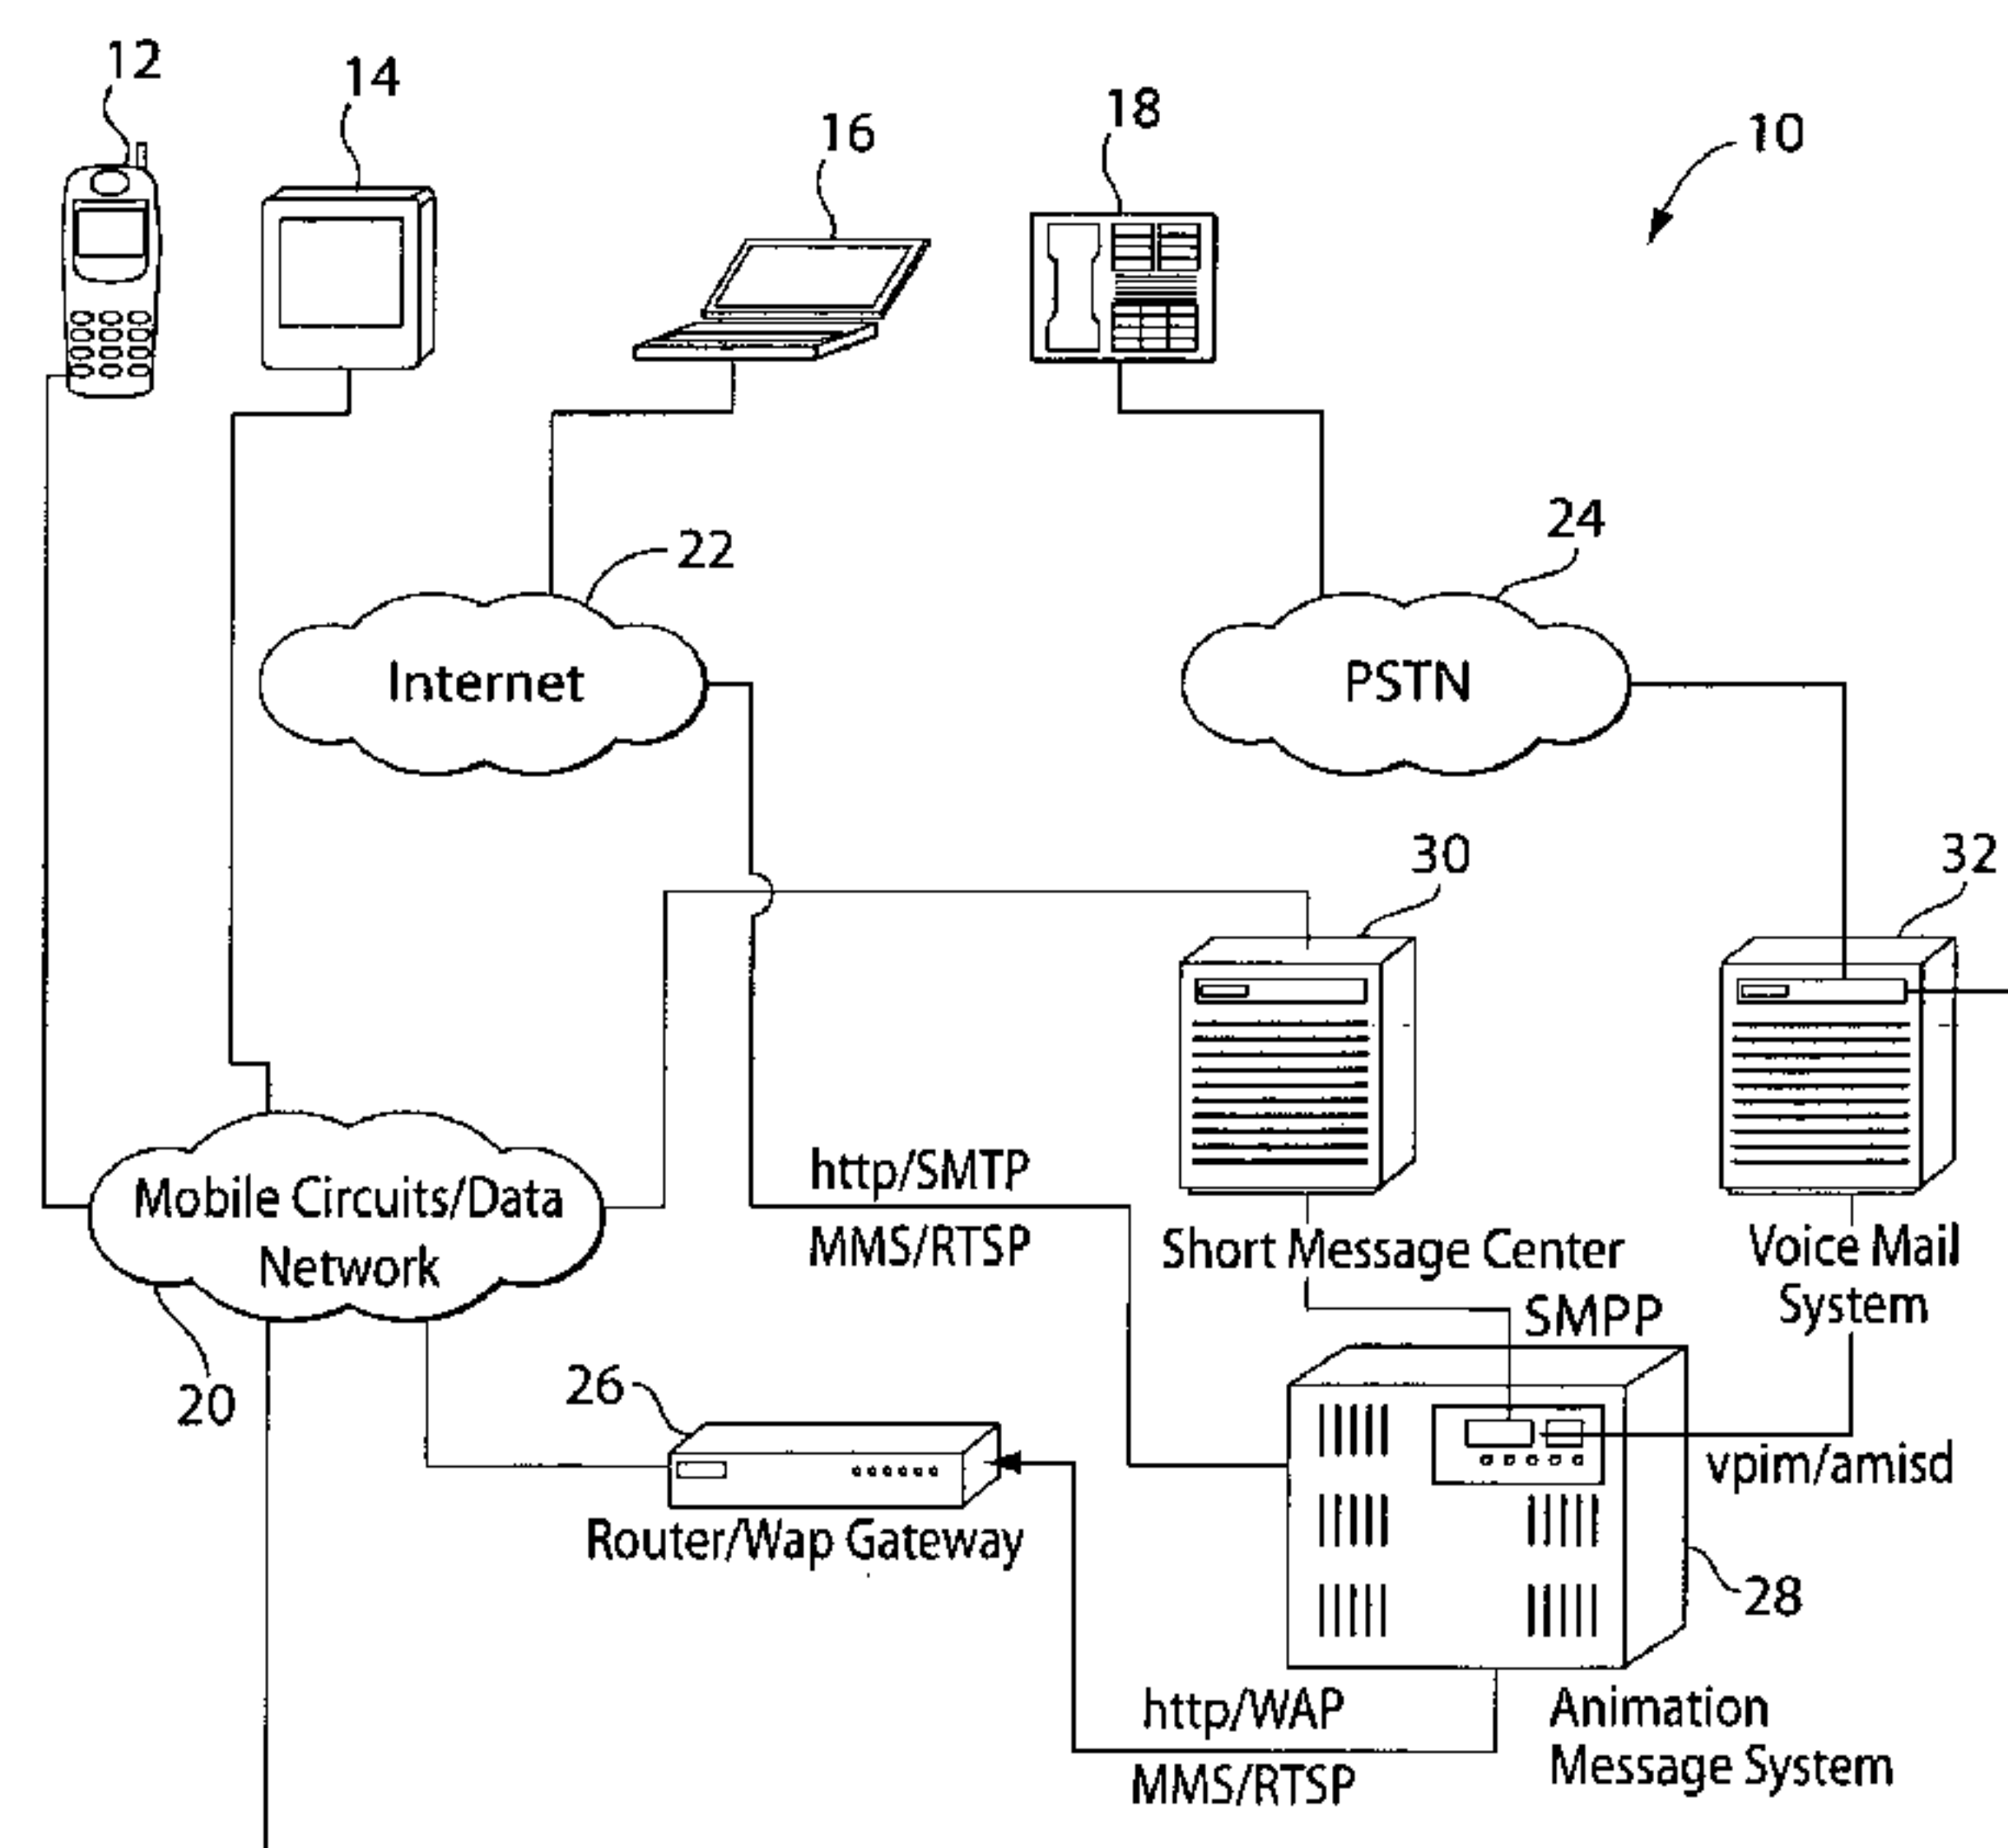 12
14
16
18
10
22
24
Internet
PSTN
30
32
http/SMTP
MMS/RTSP
Mobile Circuits/Data
Network
Short Message Center
Voice Mail
System
SMPP
20
26
vpim/amisd
Router/Wap Gateway
28
http/WAP
MMS/RTSP
Animation
Message System